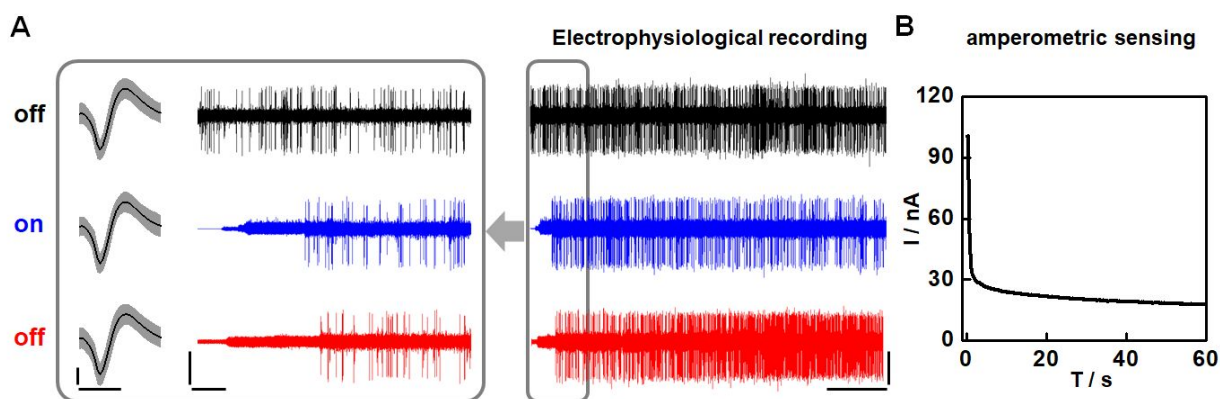 A
Electrophysiological recording
off
on
off
B
amperometric sensing
120
90
60
30
0
I / nA
0
20
40
60
T / s